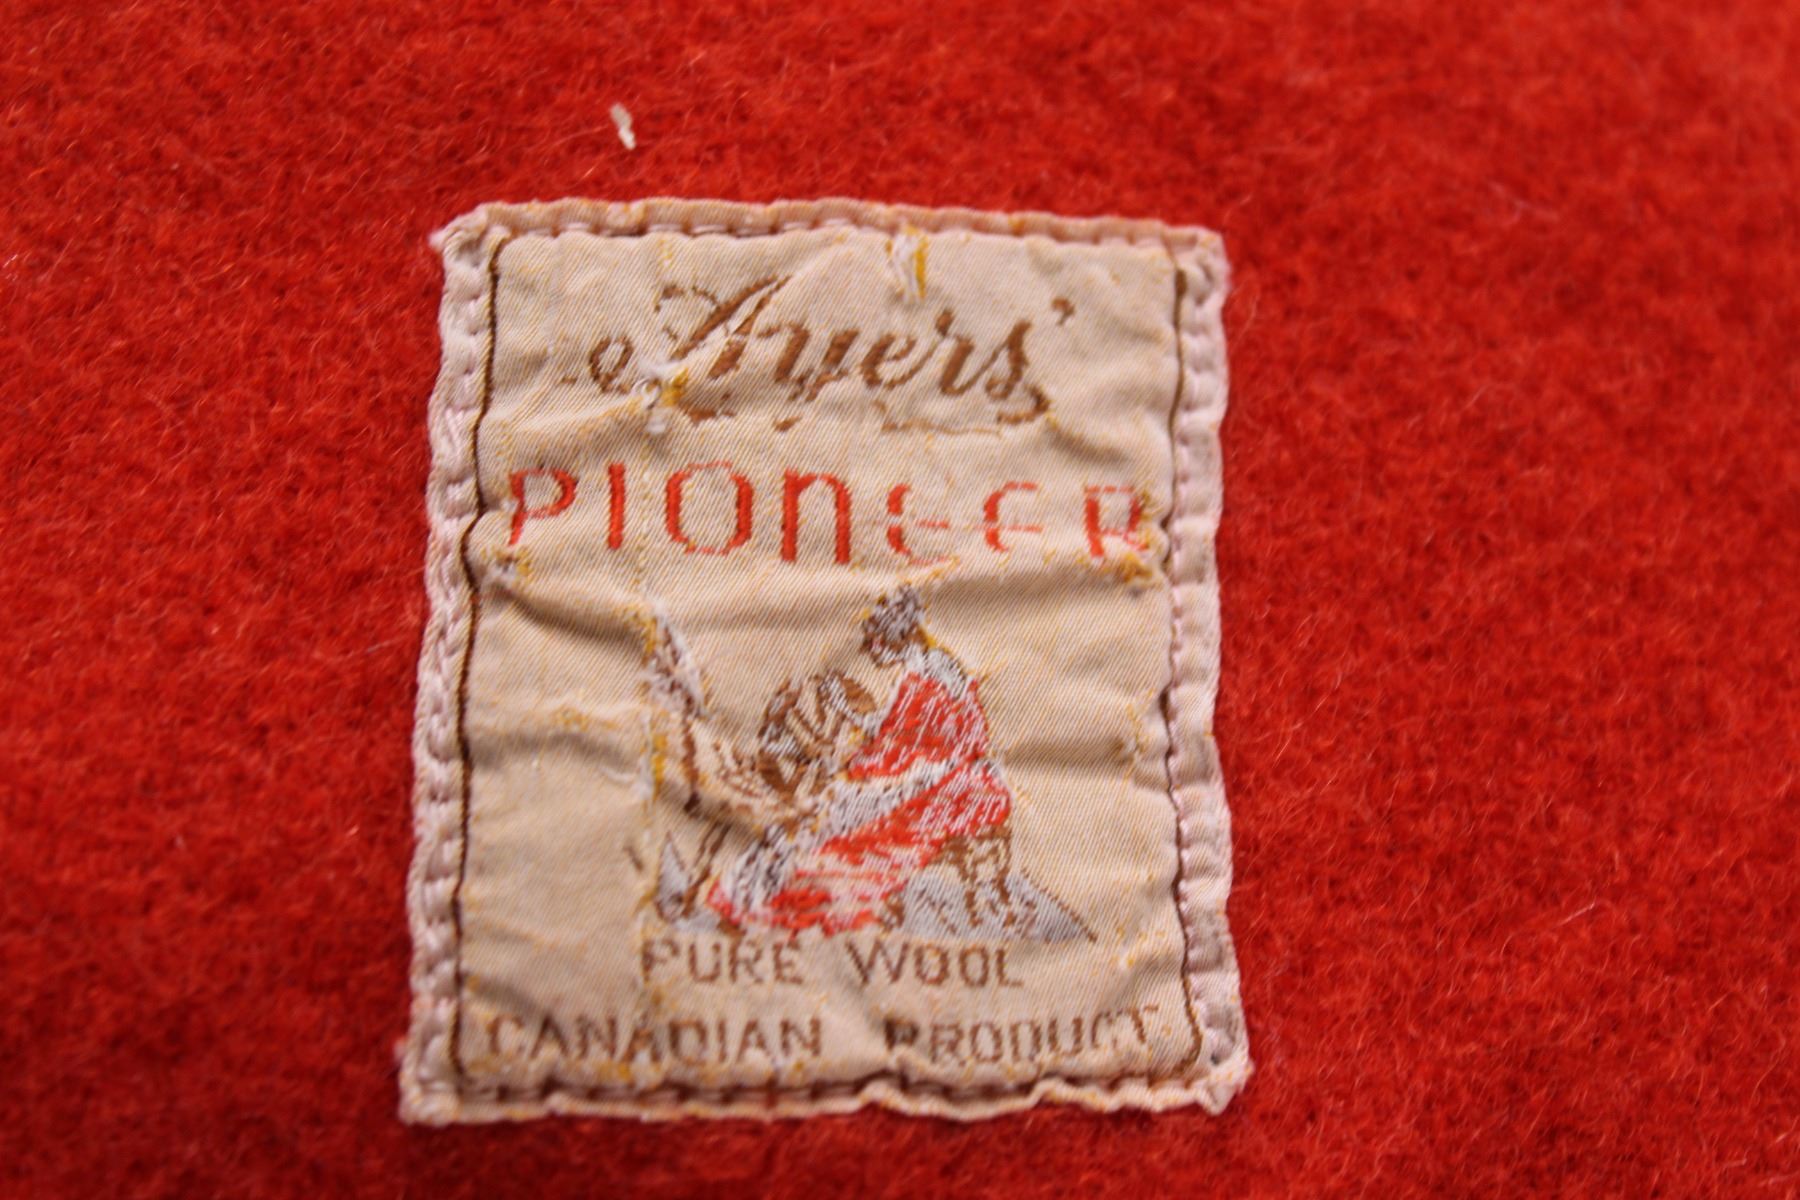 Ayers'
PIONEER
PURE WOOL
CANADIAN PRODUCT